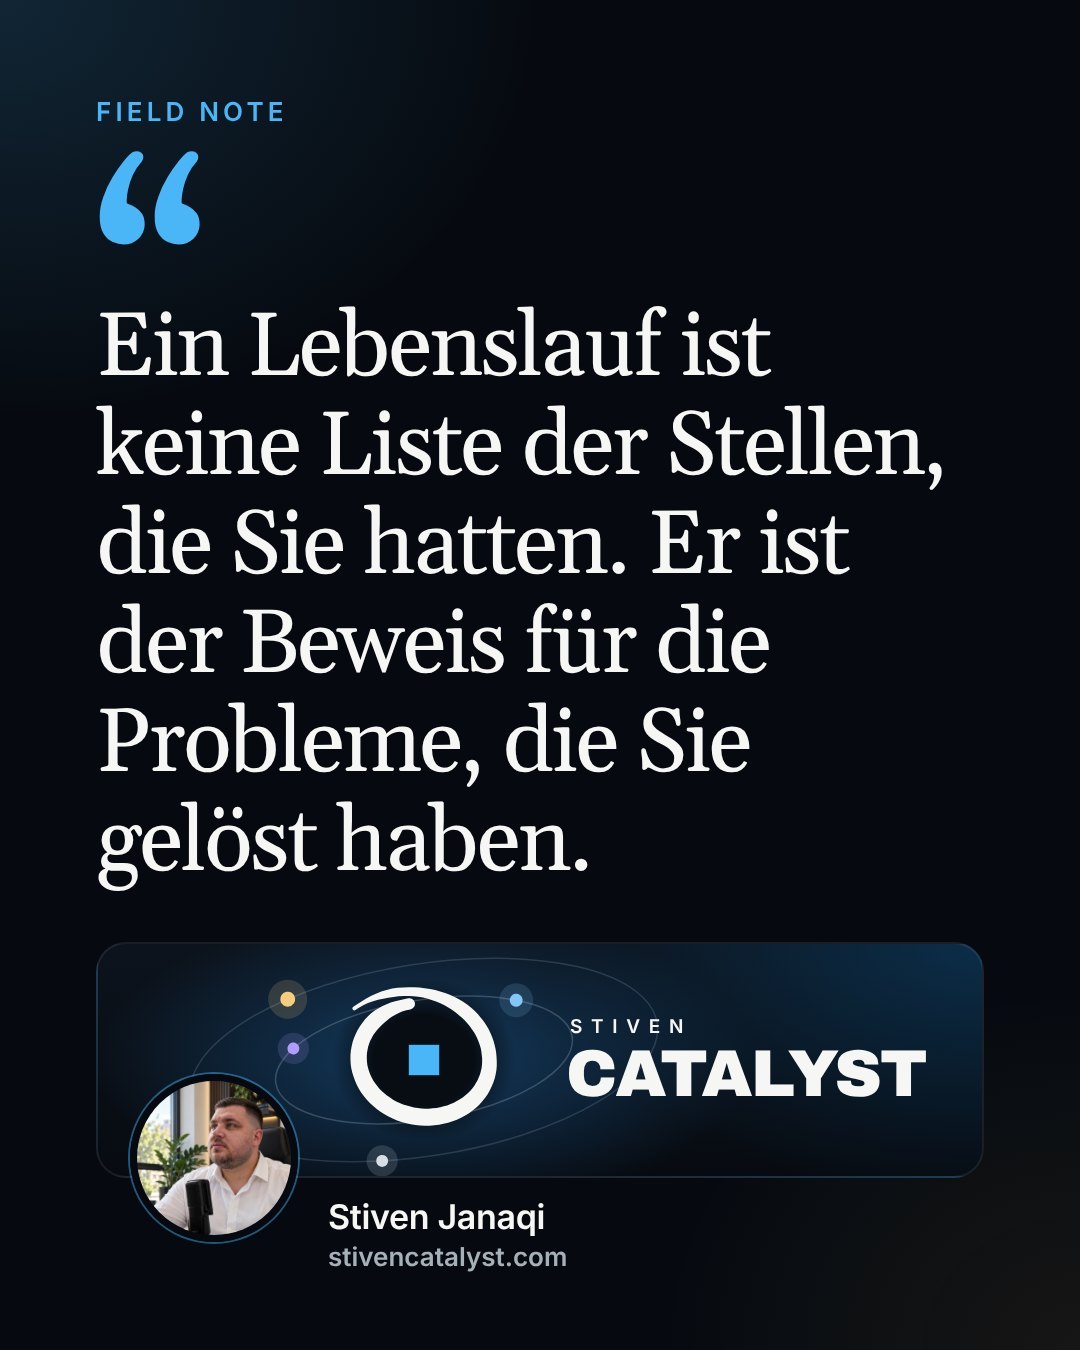 FIELD NOTE
“
Ein Lebenslauf ist
keine Liste der Stellen,
die Sie hatten. Er ist
der Beweis für die
Probleme, die Sie
gelöst haben.
STIVEN
CATALYST
Stiven Janaqi
stivencatalyst.com